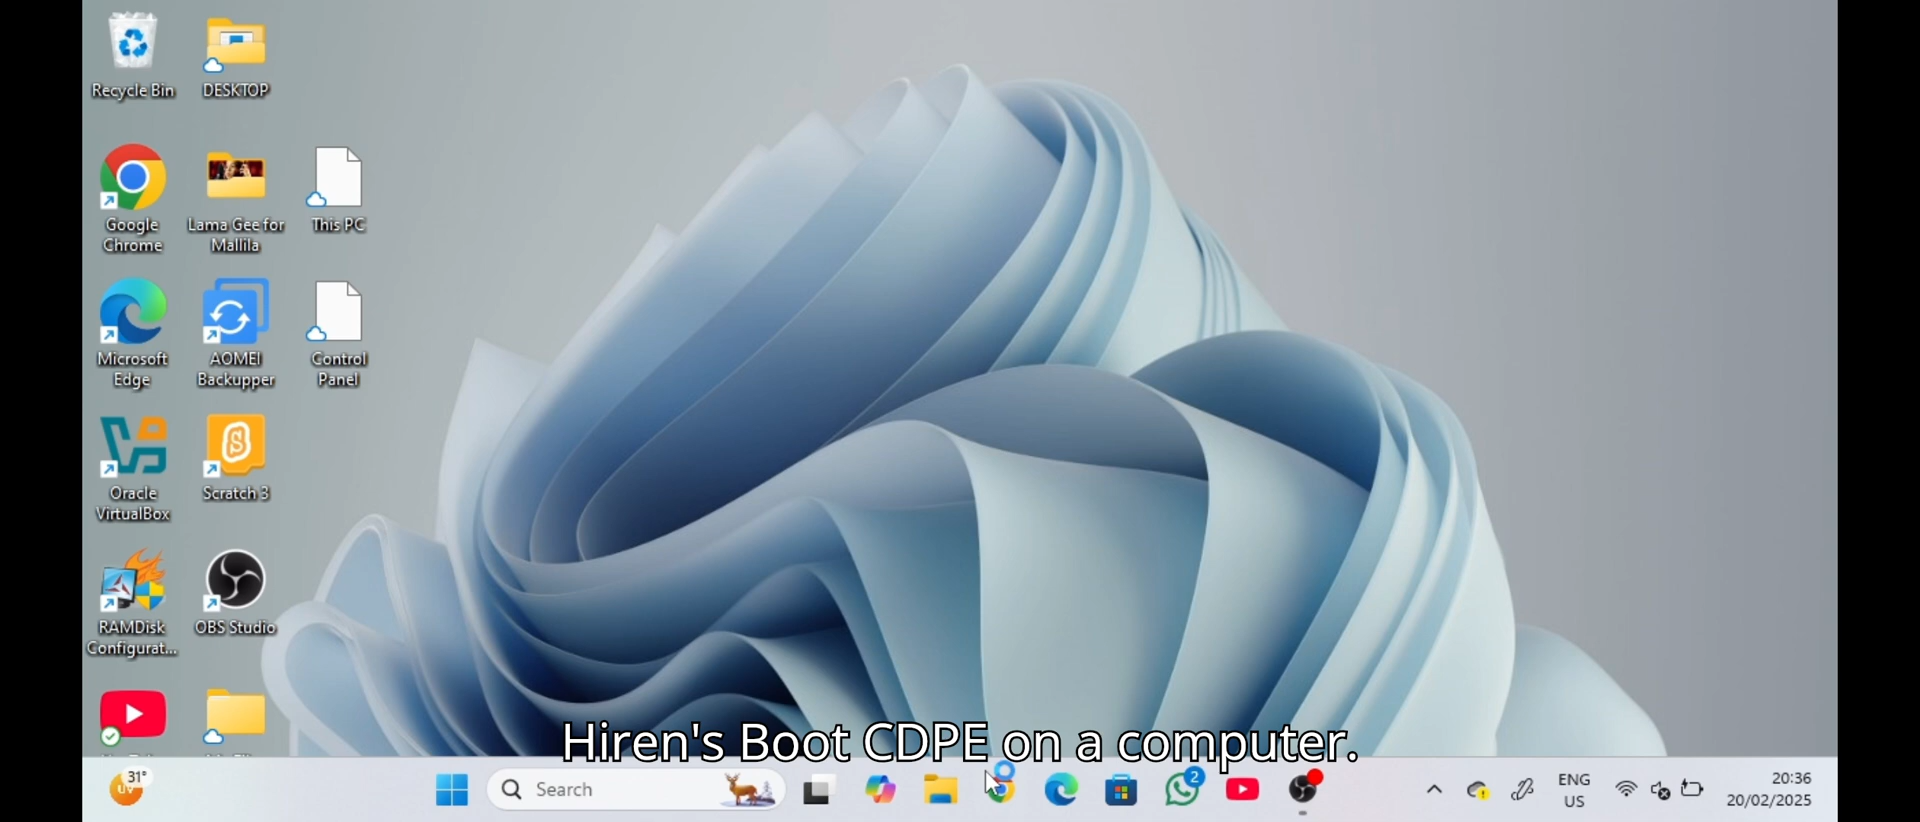 Recycle Bin
DESKTOP
Google
Chrome
Lama Gee for
Mallila
This PC
Microsoft
Edge
AOMEI
Backupper
Control
Panel
Oracle
VirtualBox
Scratch 3
RAMDisk
Configurat...
OBS Studio
Hiren's Boot CDPE on a computer.
31°
UV
Search
2
ENG
US
20:36
20/02/2025